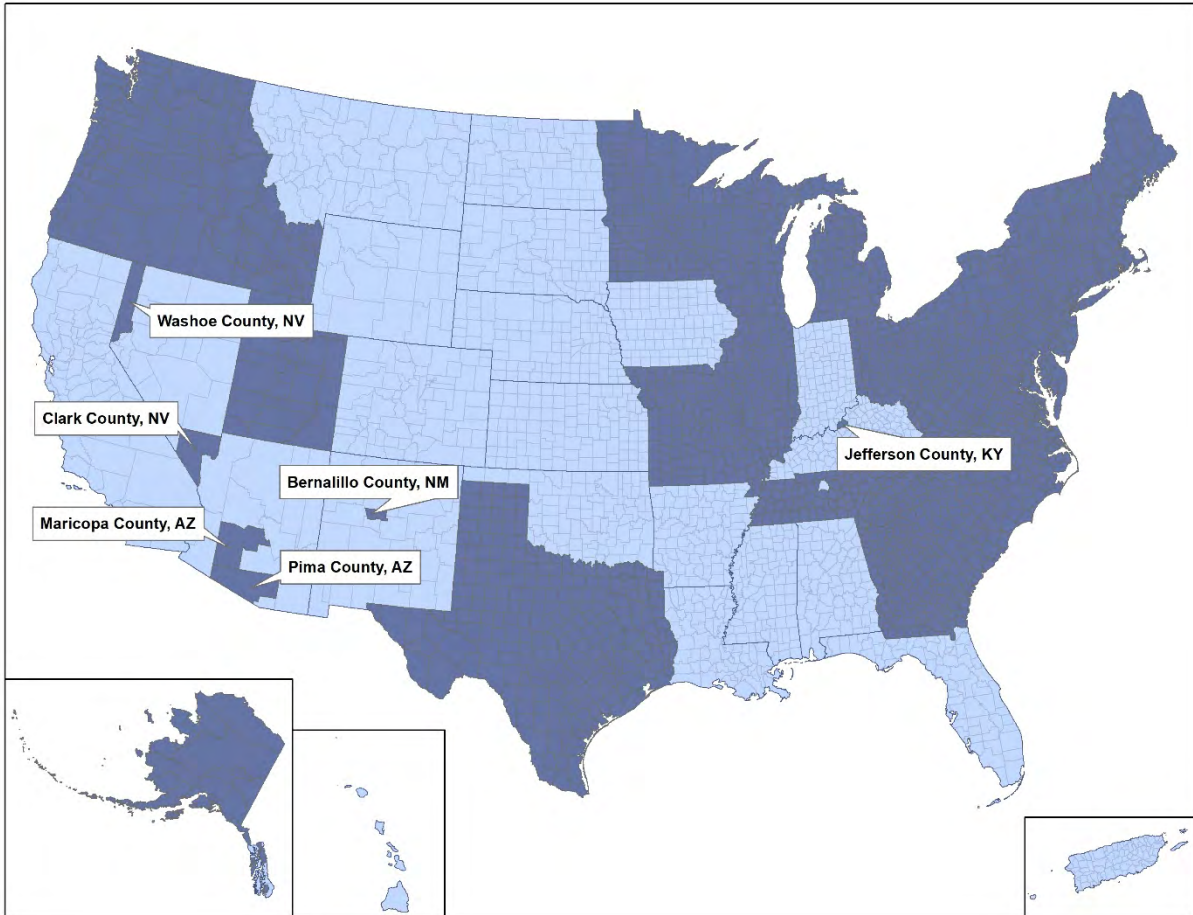 Washoe County, NV
Clark County, NV
Bernalillo County, NM
Jefferson County, KY
Maricopa County, AZ
Pima County, AZ